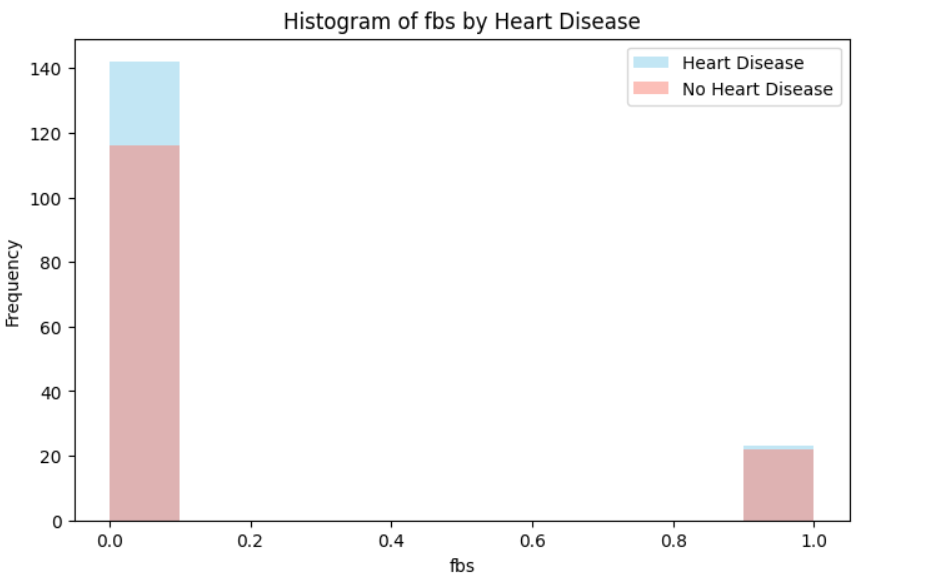 Histogram of fbs by Heart Disease
Heart Disease
No Heart Disease
140
120
100
80
60
40
20
0
Frequency
0.0 0.2 0.4 0.6 0.8 1.0
fbs